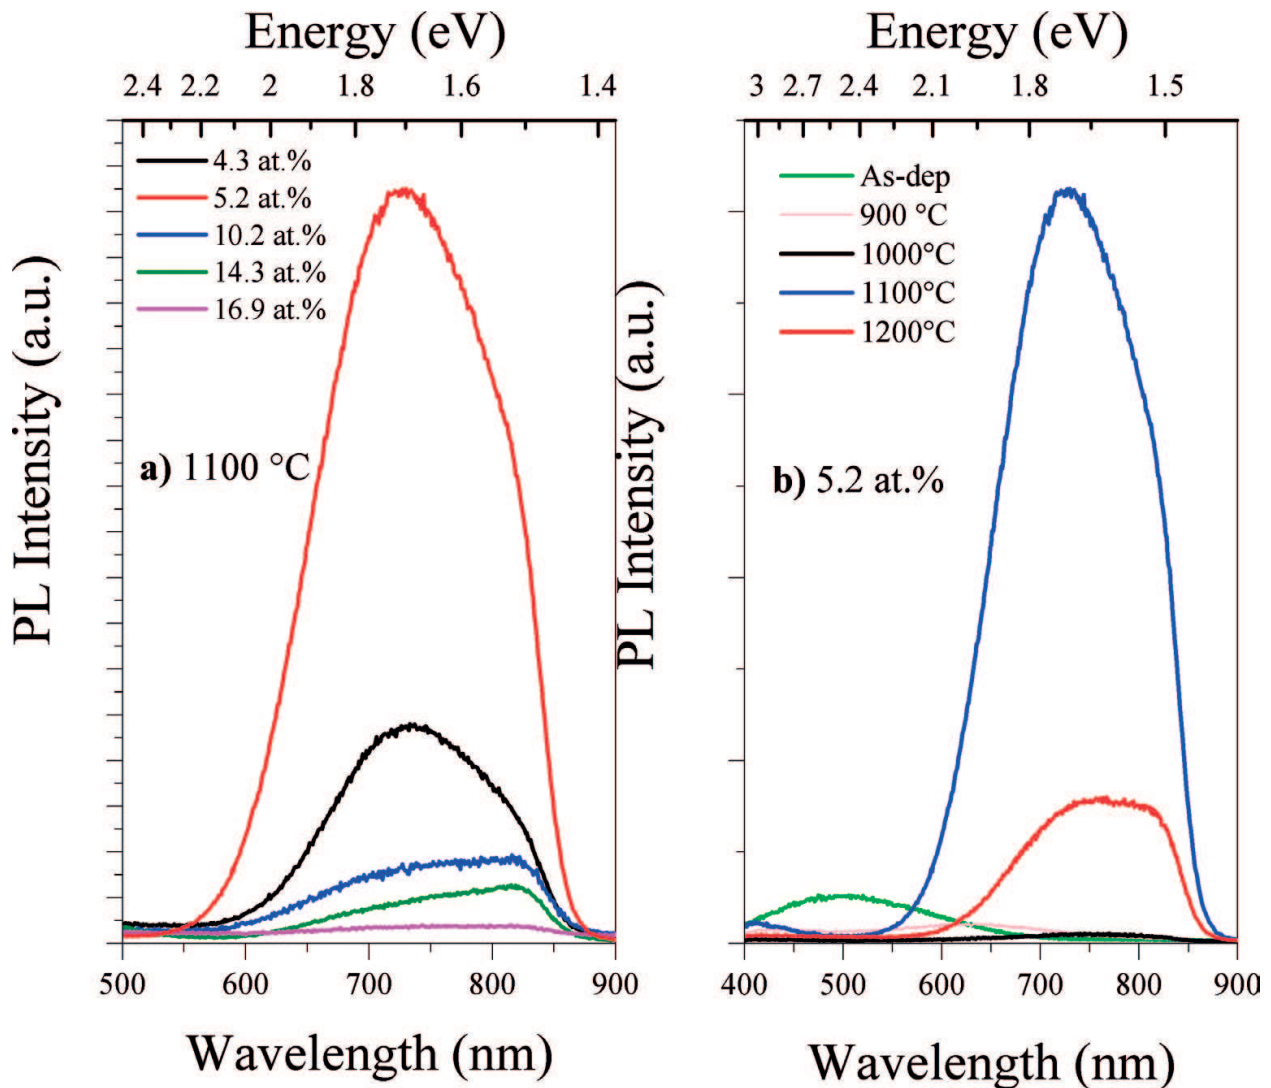 Energy (eV)
2.4 2.2 2 1.8 1.6 1.4
4.3 at.%
5.2 at.%
10.2 at.%
14.3 at.%
16.9 at.%
PL Intensity (a.u.)
a) 1100 °C
500 600 700 800 900
Wavelength (nm)
Energy (eV)
3 2.7 2.4 2.1 1.8 1.5
As-dep
900 °C
1000°C
1100°C
1200°C
PL Intensity (a.u.)
b) 5.2 at.%
400 500 600 700 800 900
Wavelength (nm)